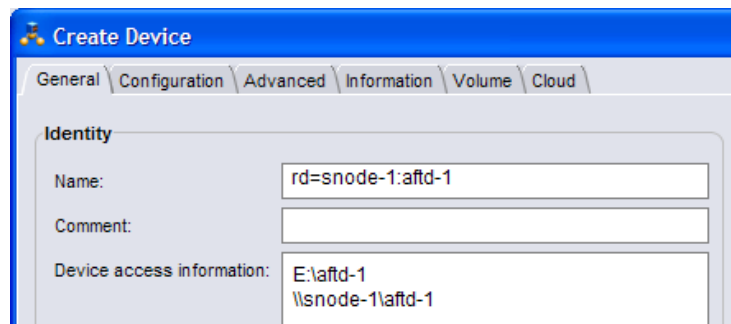 Create Device
General Configuration Advanced Information Volume Cloud
Identity
Name: rd=snode-1:aftd-1
Comment:
Device access information: E:\aftd-1
\\snode-1\aftd-1